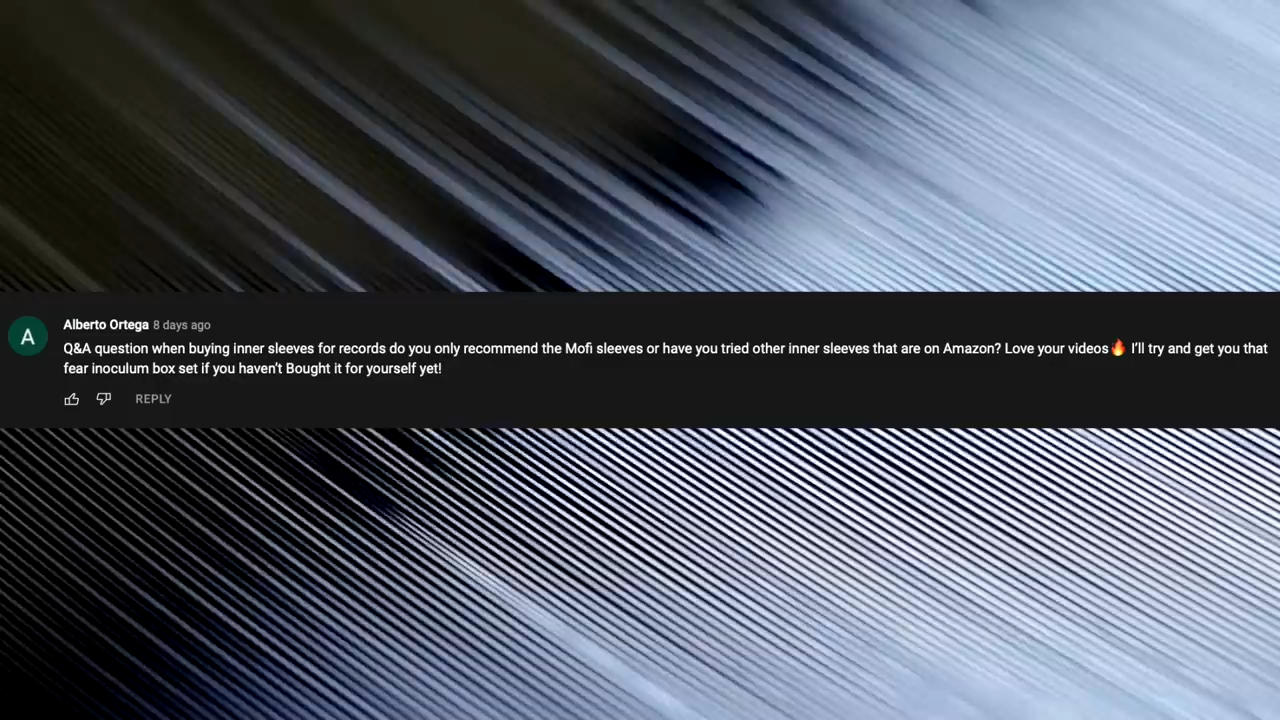 A
Alberto Ortega 8 days ago
Q&A question when buying inner sleeves for records do you only recommend the Mofi sleeves or have you tried other inner sleeves that are on Amazon? Love your videos🔥 I'll try and get you that
fear inoculum box set if you haven't Bought it for yourself yet!
REPLY